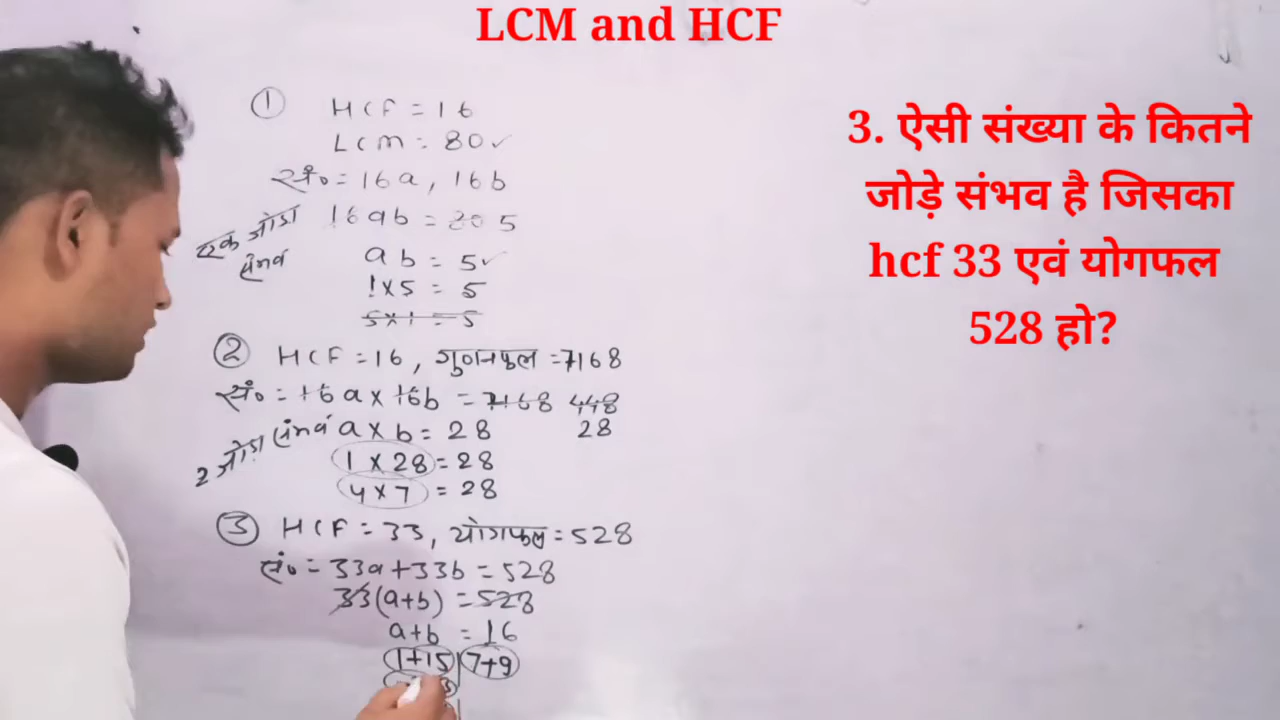 LCM and HCF
① HCF = 16
LCM = 80 ✓
सं० = 16a, 16b
एक जोड़ा संभव
16ab = 80 5
ab = 5 ✓
1×5 = 5
5×1 = 5
② HCF = 16, गुणनफल = 7168
सं० = 16a × 16b = 7168 448
2 जोड़ा संभव a × b = 28 28
1 × 28 = 28
4 × 7 = 28
③ HCF = 33, योगफल = 528
सं० = 33a + 33b = 528
33(a+b) = 528
a+b = 16
1+15 7+9
3. ऐसी संख्या के कितने
जोड़े संभव है जिसका
hcf 33 एवं योगफल
528 हो?